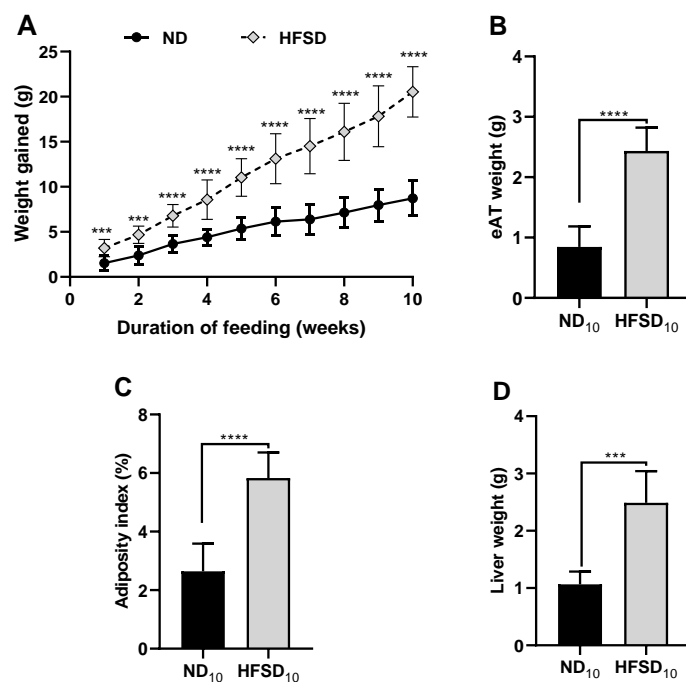 A
ND
HFSD
Weight gained (g)
25
20
15
10
5
0
*** *** **** **** **** **** **** **** **** ****
0 2 4 6 8 10
Duration of feeding (weeks)
B
eAT weight (g)
4
3
2
1
0
****
ND10 HFSD10
C
Adiposity index (%)
8
6
4
2
0
****
ND10 HFSD10
D
Liver weight (g)
4
3
2
1
0
***
ND10 HFSD10